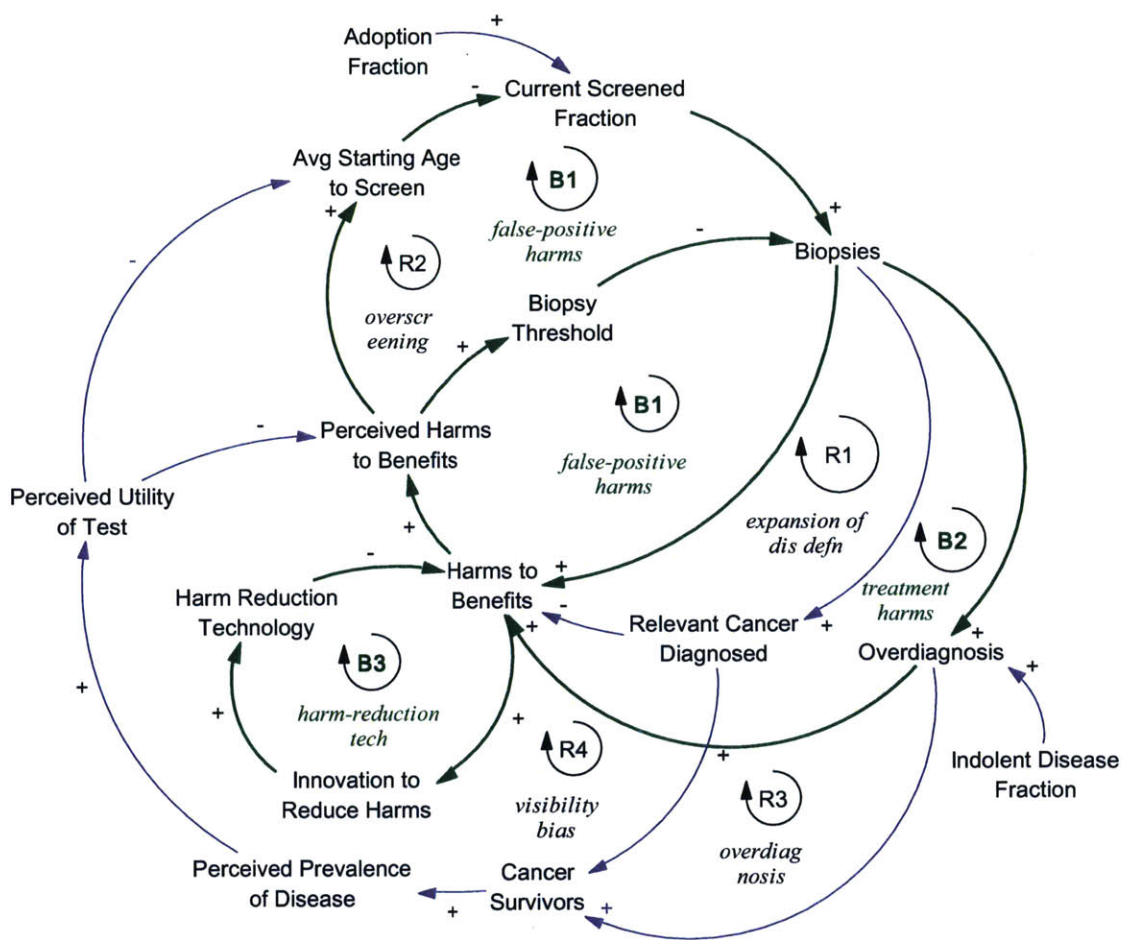 +
Adoption
Fraction
-
Current Screened
Fraction
Avg Starting Age
to Screen
+
B1
false-positive
harms
-
+
Biopsies
R2
overscr
eening
-
Biopsy
Threshold
+
B1
false-positive
harms
-
Perceived Harms
to Benefits
R1
expansion of
dis defn
Perceived Utility
of Test
+
B2
treatment
harms
-
Harms to
Benefits
+
-
+
Harm Reduction
Technology
Relevant Cancer
Diagnosed
+
+
Overdiagnosis
+
B3
harm-reduction
tech
+
+
+
R4
visibility
bias
+
Indolent Disease
Fraction
Innovation to
Reduce Harms
R3
overdiag
nosis
Perceived Prevalence
of Disease
+
Cancer
Survivors
+